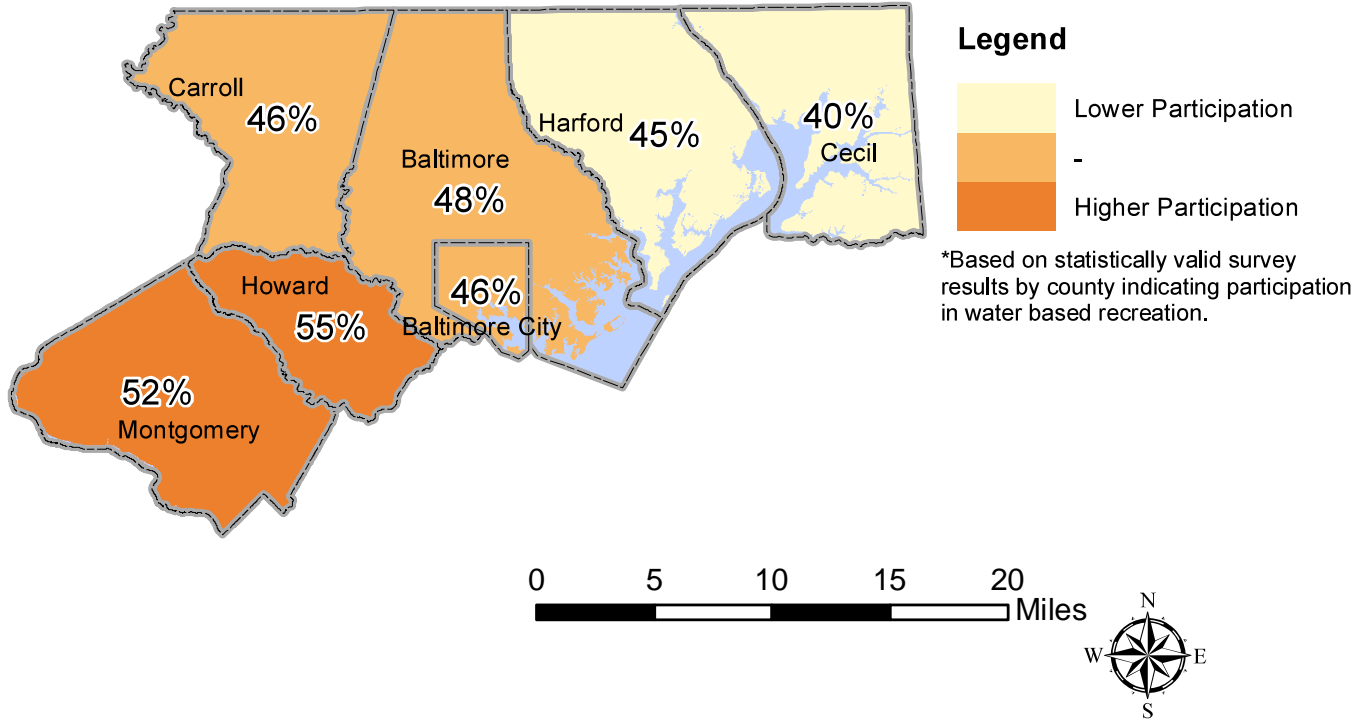 Carroll
46%
Baltimore
48%
Harford
45%
40%
Cecil
46%
Baltimore City
Howard
55%
52%
Montgomery
Legend
Lower Participation
-
Higher Participation
*Based on statistically valid survey
results by county indicating participation
in water based recreation.
0 5 10 15 20
Miles
N
W E
S